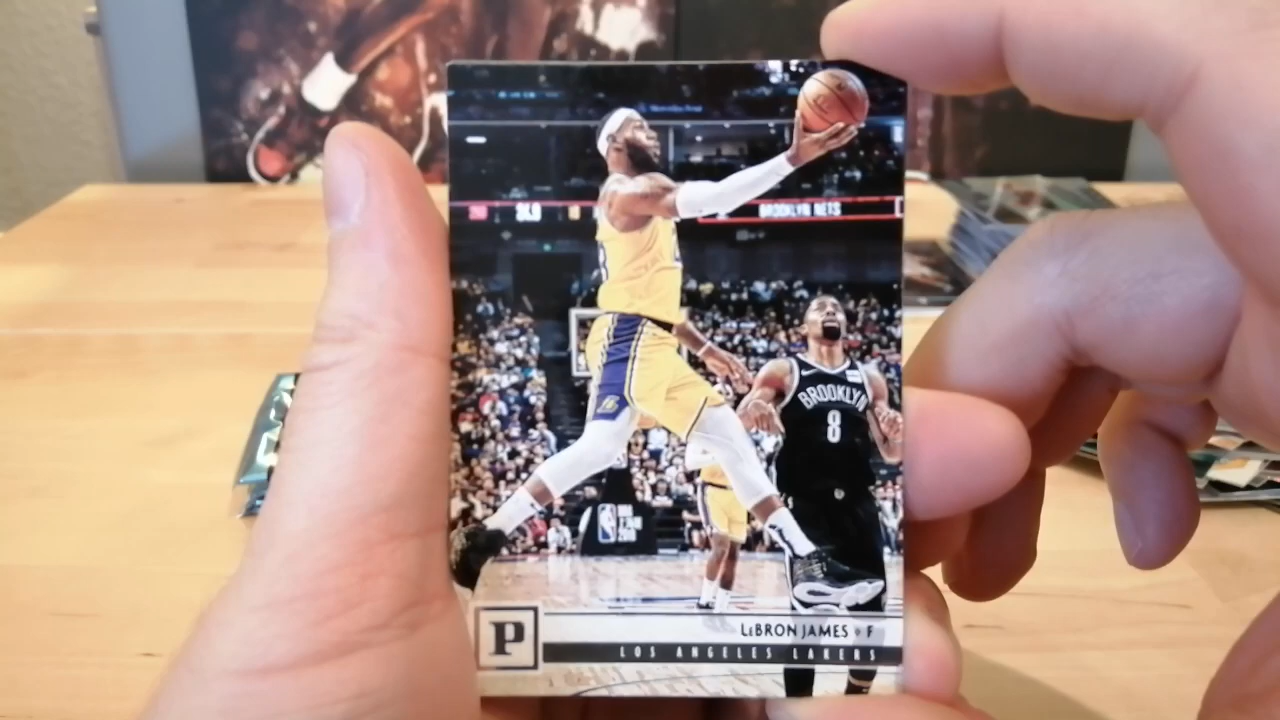 BROOKLYN NETS
BROOKLYN
8
P
LeBRON JAMES F
LOS ANGELES LAKERS